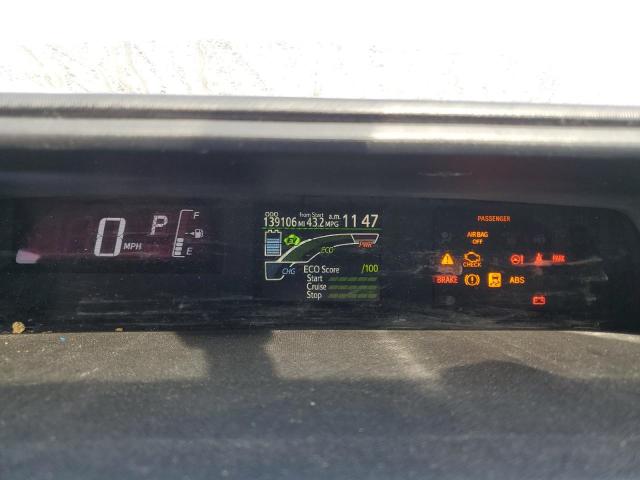 ODO from Start a.m.
139106 MI 43.2 MPG 11 47
0 MPH P F
E
EV
ECO PWR
CHG
ECO Score /100
Start
Cruise
Stop
PASSENGER
AIR BAG
OFF
CHECK PARK
BRAKE ABS